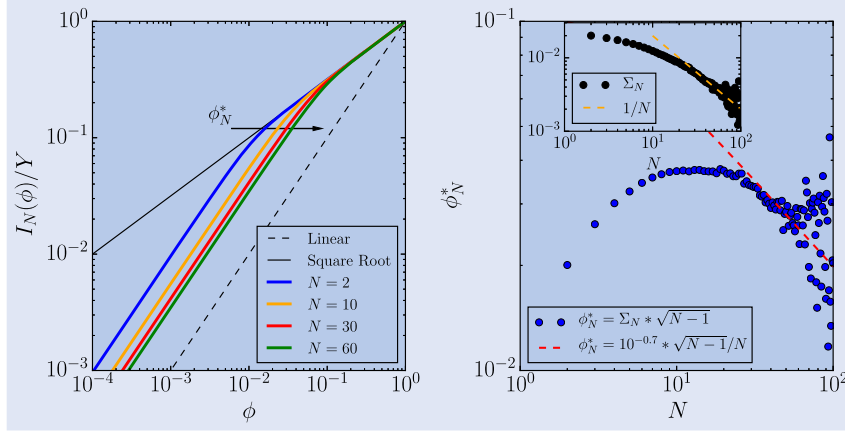 10^0
10^{-1}
10^{-2}
10^{-3}
I_N(ϕ)/Y
ϕ^*_N
Linear
Square Root
N = 2
N = 10
N = 30
N = 60
10^{-4}
10^{-3}
10^{-2}
10^{-1}
10^0
ϕ
10^{-1}
10^{-2}
ϕ^*_N
10^{-2}
10^{-3}
Σ_N
1/N
10^0
10^1
10^2
N
ϕ^*_N = Σ_N * √(N−1)
ϕ^*_N = 10^{-0.7} * √(N−1)/N
10^0
10^1
10^2
N